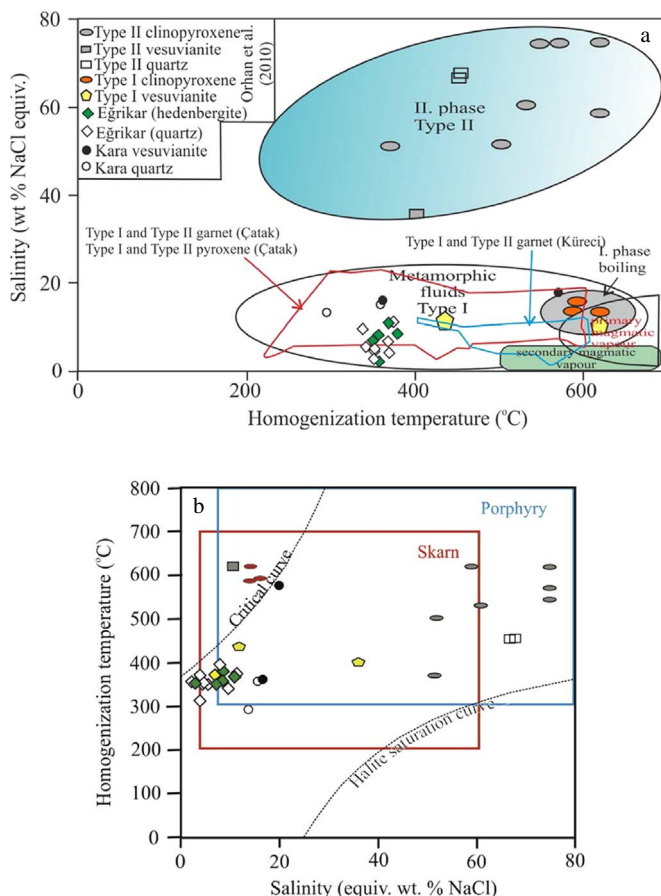 a
Type II clinopyroxene
Type II vesuvianite
Type II quartz
Type I clinopyroxene
Type I vesuvianite
Eğrikar (hedenbergite)
Eğrikar (quartz)
Kara vesuvianite
Kara quartz
Orhan et al.
(2010)
80
60
40
20
0
Salinity (wt % NaCl equiv.)
II. phase
Type II
Type I and Type II garnet (Çatak)
Type I and Type II pyroxene (Çatak)
Type I and Type II garnet (Küreci)
I. phase
boiling
Metamorphic
fluids
Type I
primary
magmatic
vapour
secondary magmatic
vapour
0
200
400
600
Homogenization temperature (°C)
b
800
700
600
500
400
300
200
100
0
Homogenization temperature (°C)
Porphyry
Skarn
Critical curve
Halite saturation curve
0
20
40
60
80
Salinity (equiv. wt. % NaCl)